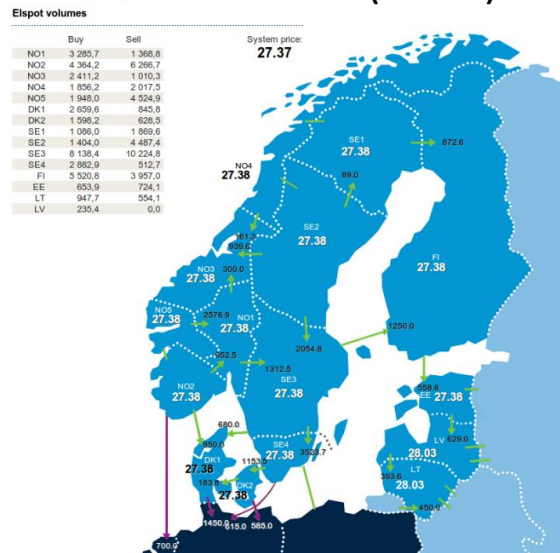 Elspot volumes
Buy Sell
NO1 3 285,7 1 368,8
NO2 4 364,2 6 266,7
NO3 2 411,2 1 010,3
NO4 1 856,2 2 017,5
NO5 1 948,0 4 524,9
DK1 2 659,6 845,8
DK2 1 598,2 628,5
SE1 1 086,0 1 869,6
SE2 1 404,0 4 487,4
SE3 8 138,4 10 224,8
SE4 2 882,9 512,7
FI 5 520,8 3 957,0
EE 653,9 724,1
LT 947,7 554,1
LV 235,4 0,0
System price:
27.37
SE1
27.38
872.6
NO4
27.38
89.0
SE2
27.38
161.3
939.6
FI
27.38
NO3
27.38
300.0
NO5
27.38
2576.9
NO1
27.38
1250.0
2054.8
952.5
1312.5
SE3
27.38
558.8
EE 27.38
NO2
27.38
680.0
950.0
SE4
27.38
3523.7
LV
28.03
629.0
DK1
27.38
1153.5
183.8
DK2
27.38
393.6
LT
28.03
450.0
1450.0
615.0
585.0
700.0